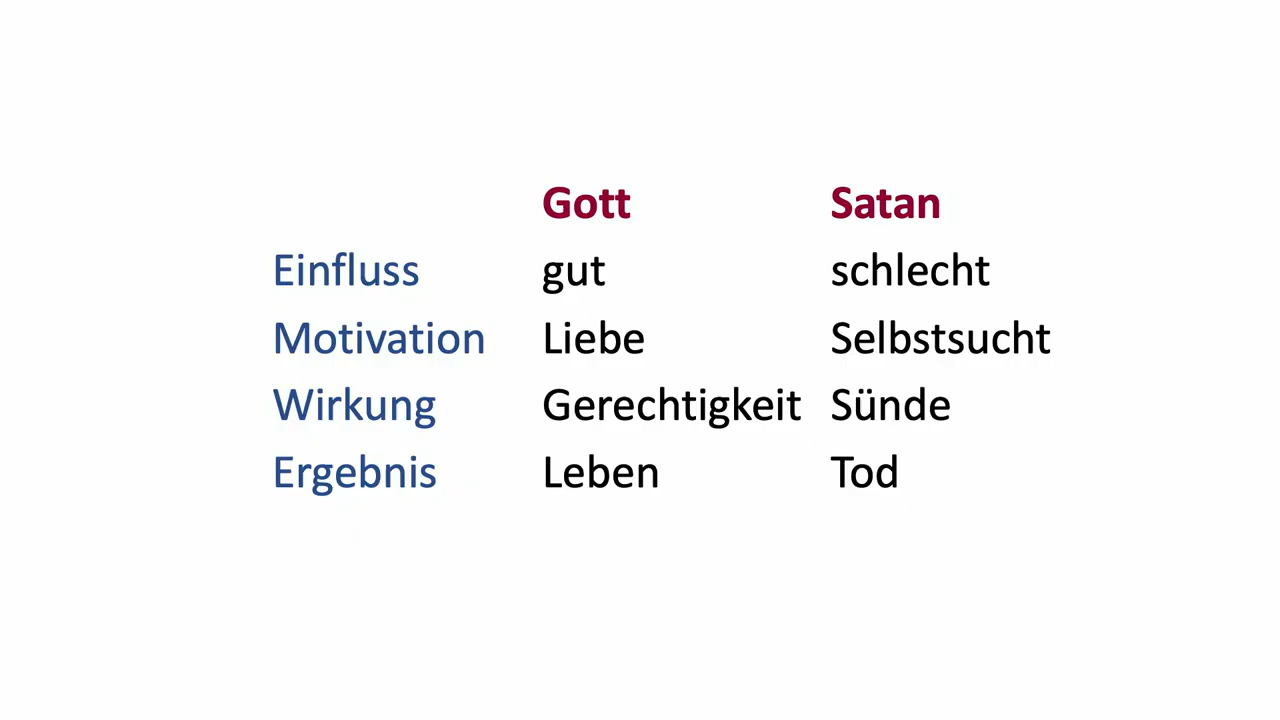 Gott Satan
Einfluss gut schlecht
Motivation Liebe Selbstsucht
Wirkung Gerechtigkeit Sünde
Ergebnis Leben Tod